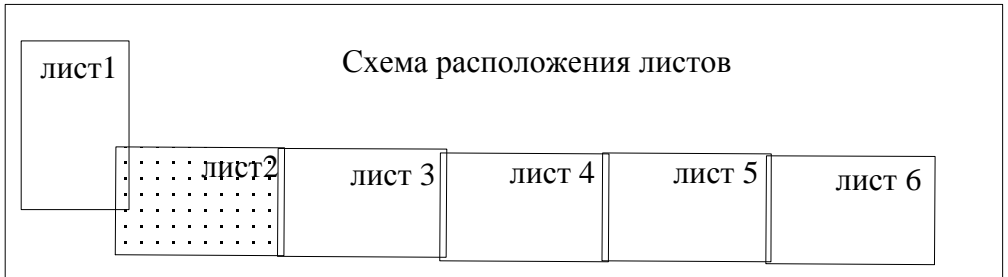 Схема расположения листов
лист1
лист2
лист 3
лист 4
лист 5
лист 6